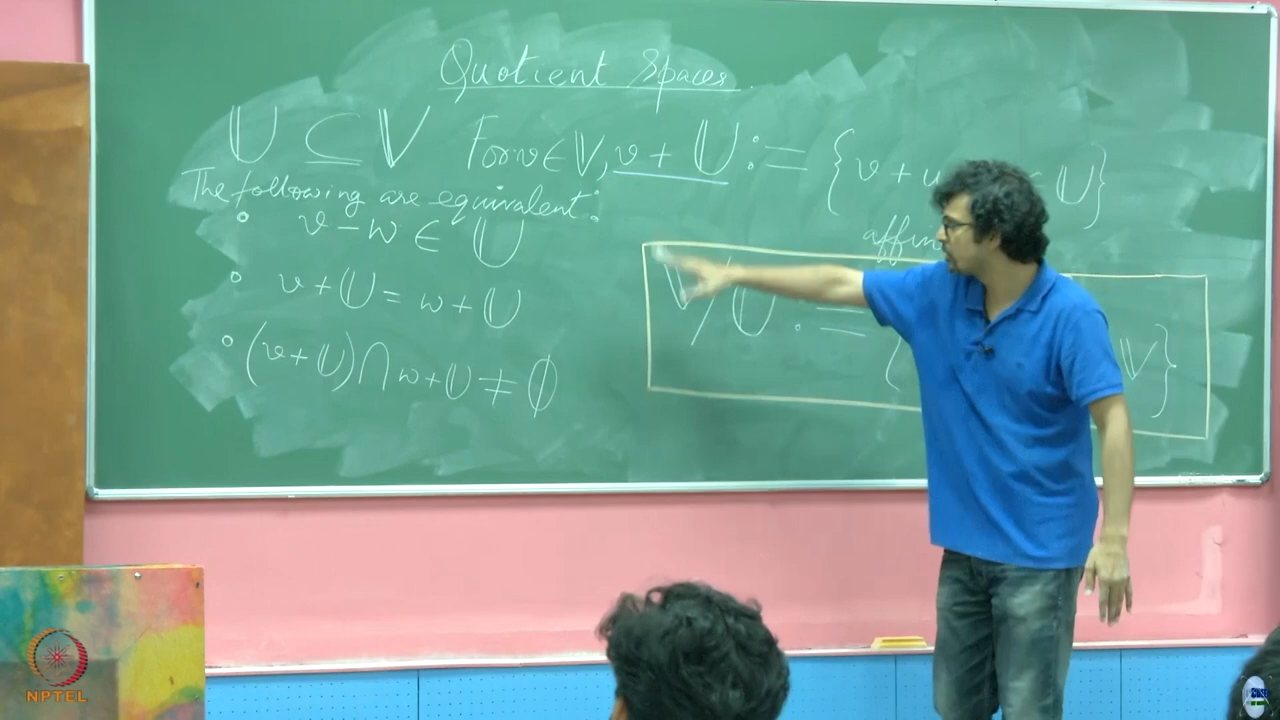 Quotient Spaces
𝕌 ⊆ 𝕍 For v ∈ 𝕍, v + 𝕌 := { v + u 𝕌}
The following are equivalent:
° v - w ∈ 𝕌
° v + 𝕌 = w + 𝕌
° (v + 𝕌) ∩ w + 𝕌 ≠ ∅
affin
𝕍/𝕌 := { 𝕍}
NPTEL